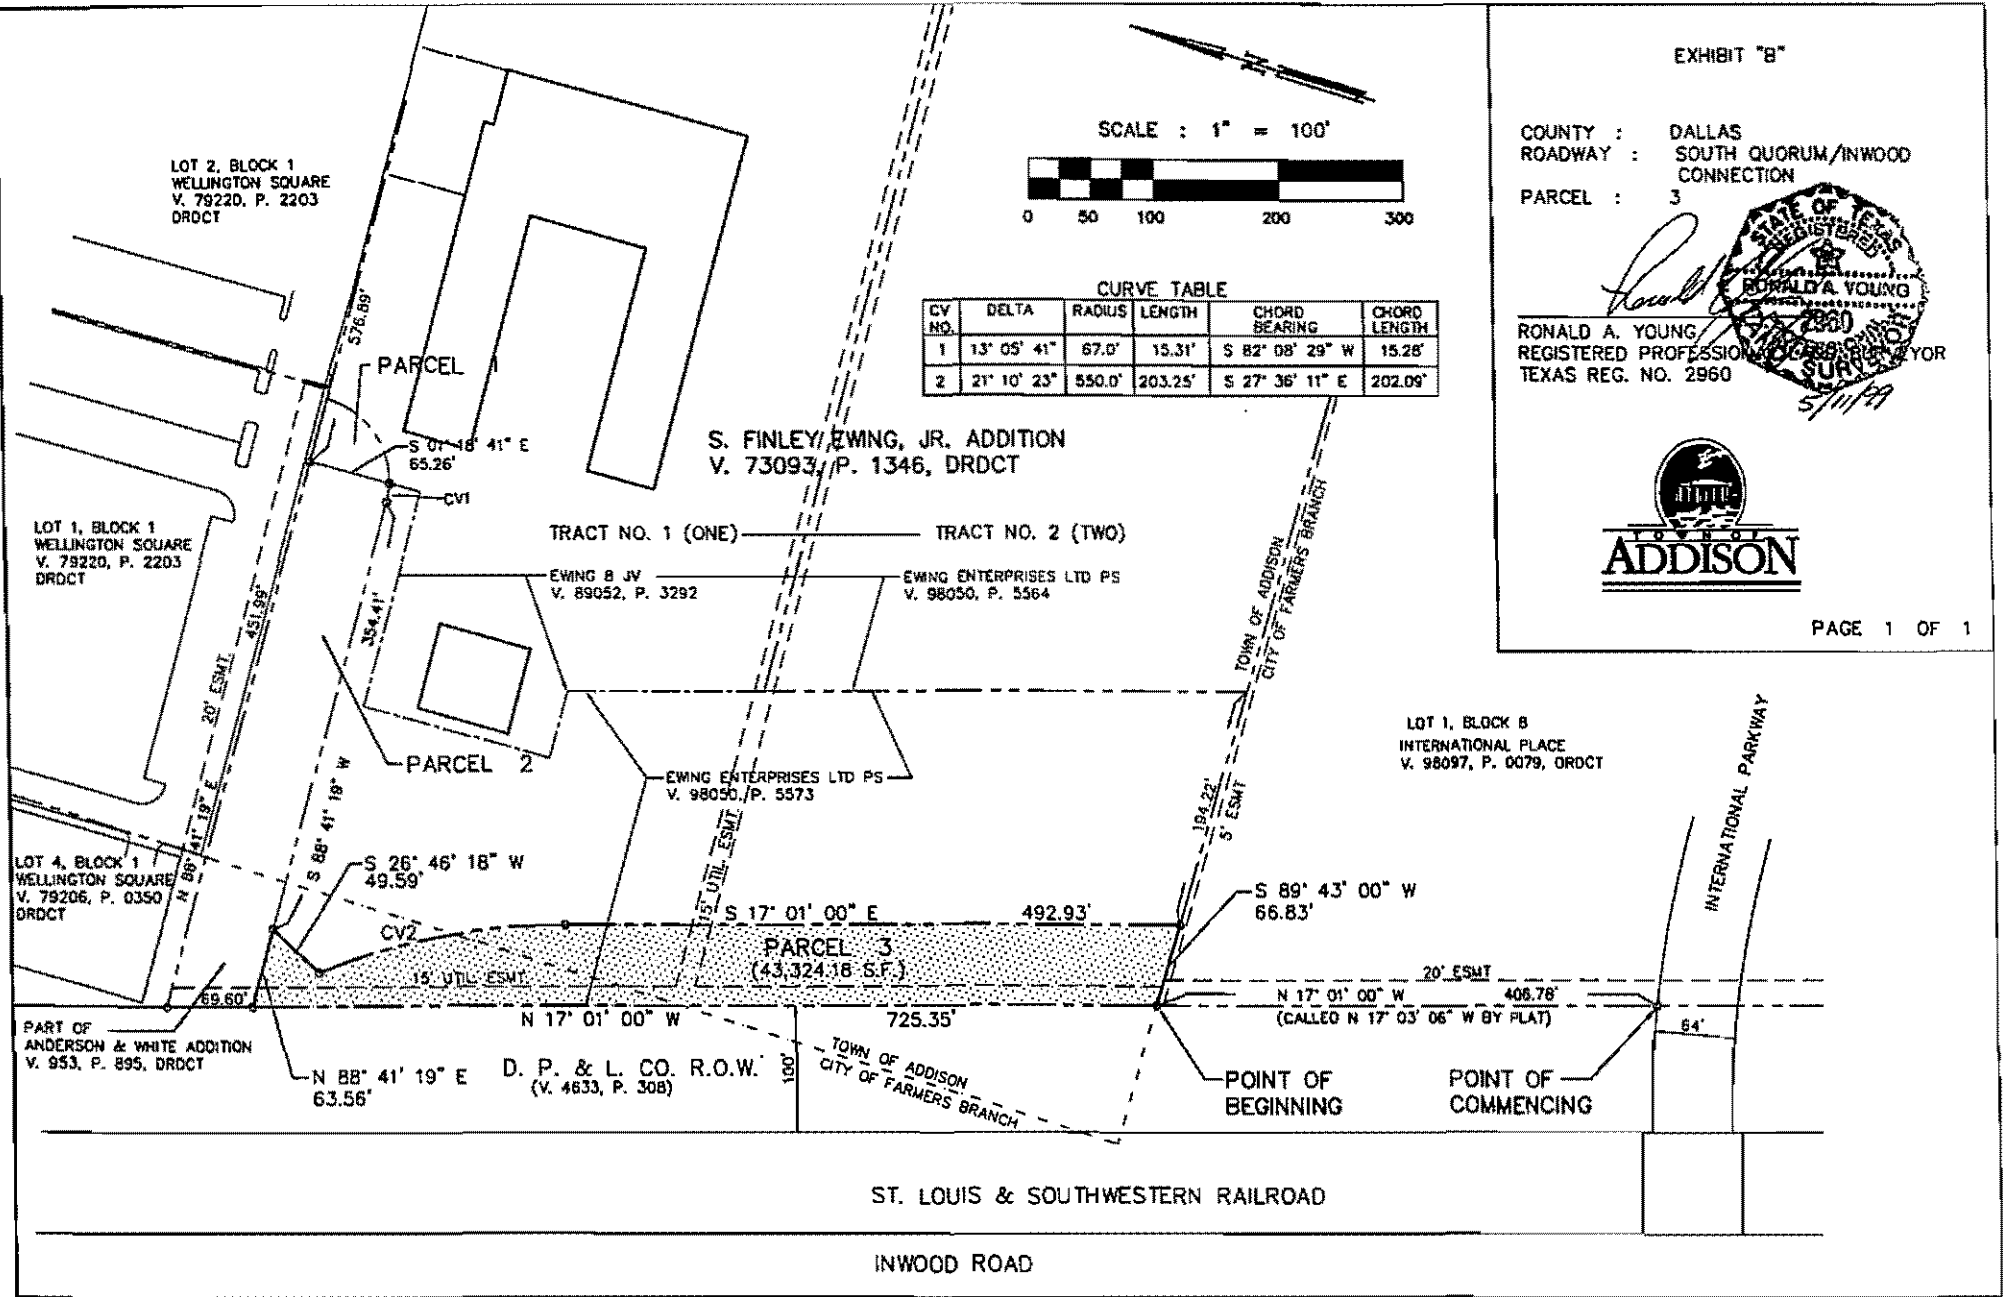 EXHIBIT "B"
COUNTY : DALLAS
ROADWAY : SOUTH QUORUM/INWOOD
CONNECTION
PARCEL : 3
STATE OF TEXAS
REGISTERED
RONALD A. YOUNG
2960
SURVEYOR
RONALD A. YOUNG
REGISTERED PROFESSIONAL LAND SURVEYOR
TEXAS REG. NO. 2960
5/11/99
TOWN OF
ADDISON
PAGE 1 OF 1
N
SCALE : 1" = 100'
0 50 100 200 300
CURVE TABLE
CV NO. DELTA RADIUS LENGTH CHORD BEARING CHORD LENGTH
1 13° 05' 41" 67.0' 15.31' S 82° 08' 29" W 15.28'
2 21° 10' 23" 550.0' 203.25' S 27° 36' 11" E 202.09'
LOT 2, BLOCK 1
WELLINGTON SQUARE
V. 79220, P. 2203
DRDCT
576.89'
PARCEL 1
S 01° 18' 41" E
65.26'
CV1
S. FINLEY EWING, JR. ADDITION
V. 73093, P. 1346, DRDCT
LOT 1, BLOCK 1
WELLINGTON SQUARE
V. 79220, P. 2203
DRDCT
TRACT NO. 1 (ONE)
TRACT NO. 2 (TWO)
EWING 8 JV
V. 89052, P. 3292
EWING ENTERPRISES LTD PS
V. 98050, P. 5564
TOWN OF ADDISON
CITY OF FARMERS BRANCH
451.99'
354.41'
20' ESMT.
N 88° 41' 19" E
S 88° 41' 19" W
PARCEL 2
EWING ENTERPRISES LTD PS
V. 98050, P. 5573
15' UTIL ESMT
194.22'
5' ESMT
LOT 1, BLOCK B
INTERNATIONAL PLACE
V. 98097, P. 0079, DRDCT
INTERNATIONAL PARKWAY
LOT 4, BLOCK 1
WELLINGTON SQUARE
V. 79206, P. 0350
DRDCT
S 26° 46' 18" W
49.59'
CV2
S 17° 01' 00" E 492.93'
S 89° 43' 00" W
66.83'
PARCEL 3
(43,324.18 S.F.)
15' UTIL ESMT
20' ESMT
69.60'
N 17° 01' 00" W 725.35'
N 17° 01' 00" W 406.78'
(CALLED N 17° 03' 06" W BY PLAT)
64'
PART OF
ANDERSON & WHITE ADDITION
V. 953, P. 895, DRDCT
N 88° 41' 19" E
63.56'
D. P. & L. CO. R.O.W.
(V. 4633, P. 308)
100'
TOWN OF ADDISON
CITY OF FARMERS BRANCH
POINT OF
BEGINNING
POINT OF
COMMENCING
ST. LOUIS & SOUTHWESTERN RAILROAD
INWOOD ROAD